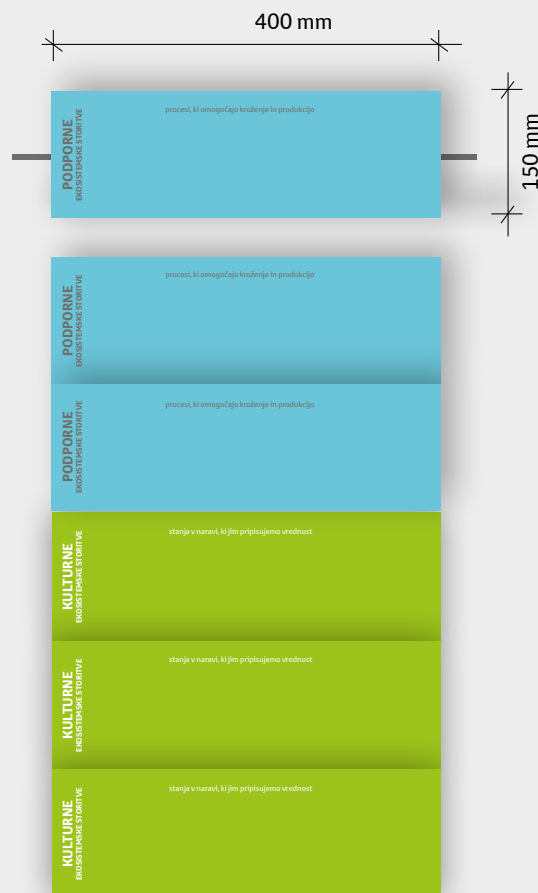 400 mm
150 mm
procesi, ki omogočajo kroženje in produkcijo
PODPORNE
EKOSISTEMSKE STORITVE
procesi, ki omogočajo kroženje in produkcijo
PODPORNE
EKOSISTEMSKE STORITVE
procesi, ki omogočajo kroženje in produkcijo
PODPORNE
EKOSISTEMSKE STORITVE
stanja v naravi, ki jim pripisujemo vrednost
KULTURNE
EKOSISTEMSKE STORITVE
stanja v naravi, ki jim pripisujemo vrednost
KULTURNE
EKOSISTEMSKE STORITVE
stanja v naravi, ki jim pripisujemo vrednost
KULTURNE
EKOSISTEMSKE STORITVE